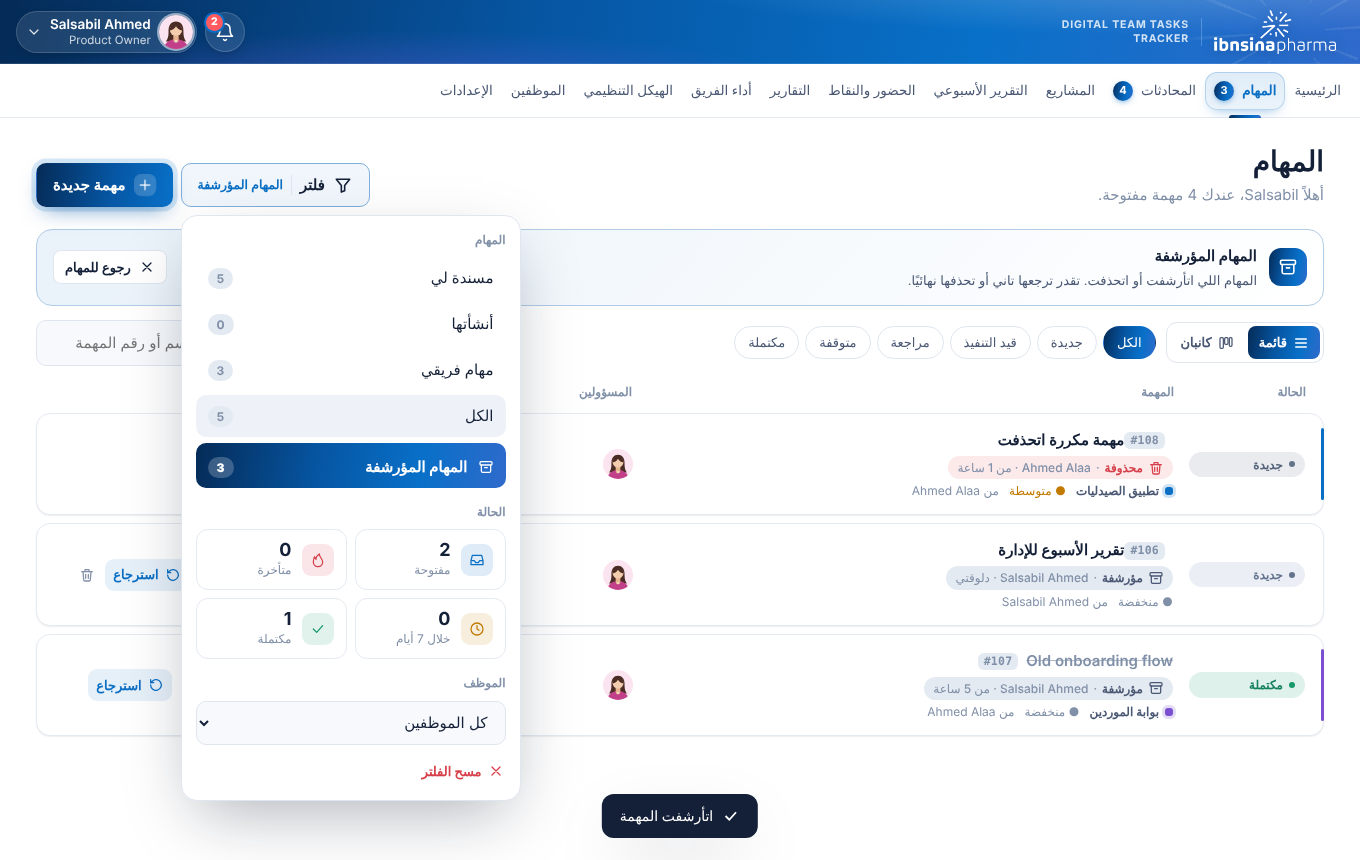 ibnsinapharma
DIGITAL TEAM TASKS
TRACKER
2
Salsabil Ahmed
Product Owner
الرئيسية
المهام 3
المحادثات 4
المشاريع
التقرير الأسبوعي
الحضور والنقاط
التقارير
أداء الفريق
الهيكل التنظيمي
الموظفين
الإعدادات
المهام
أهلاً Salsabil، عندك 4 مهمة مفتوحة.
فلتر المهام المؤرشفة
مهمة جديدة
المهام المؤرشفة
المهام اللي اتأرشفت أو اتحذفت. تقدر ترجعها تاني أو تحذفها نهائيًا.
رجوع للمهام
قائمة
كانبان
الكل
جديدة
قيد التنفيذ
مراجعة
متوقفة
مكتملة
أو رقم المهمة
الحالة
المهمة
المسؤولين
جديدة
مهمة مكررة اتحذفت #108
محذوفة · Ahmed Alaa · من 1 ساعة
تطبيق الصيدليات متوسطة من Ahmed Alaa
جديدة
تقرير الأسبوع للإدارة #106
مؤرشفة · Salsabil Ahmed · دلوقتي
منخفضة من Salsabil Ahmed
استرجاع
مكتملة
Old onboarding flow #107
مؤرشفة · Salsabil Ahmed · من 5 ساعة
بوابة الموردين منخفضة من Ahmed Alaa
استرجاع
المهام
مسندة لي 5
أنشأتها 0
مهام فريقي 3
الكل 5
المهام المؤرشفة 3
الحالة
2
مفتوحة
0
متأخرة
0
خلال 7 أيام
1
مكتملة
الموظف
كل الموظفين
مسح الفلتر
اتأرشفت المهمة